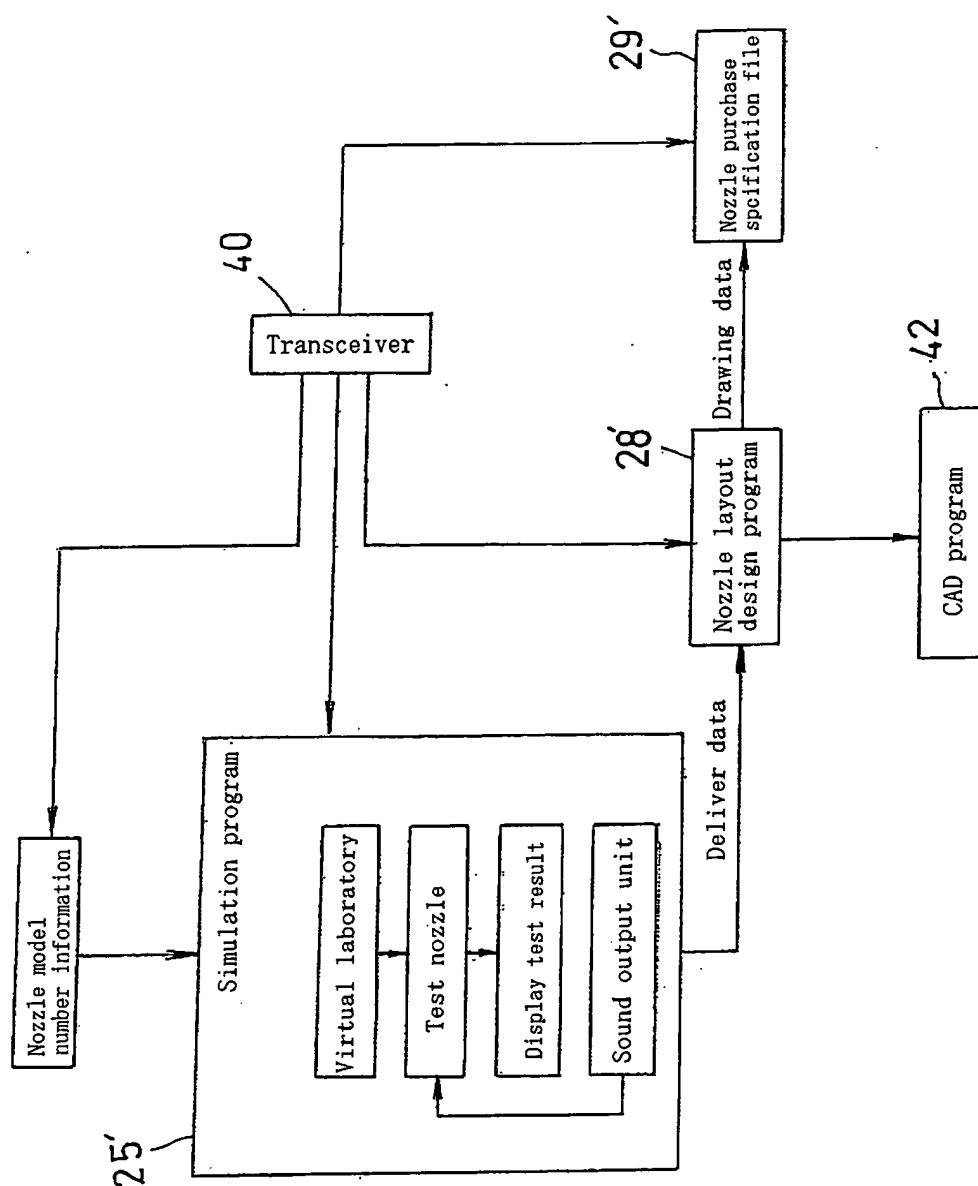 25′
Nozzle model
number information
Simulation program
Virtual laboratory
Test nozzle
Display test result
Sound output unit
40
Transceiver
Deliver data
28′
Nozzle layout
design program
Drawing data
29′
Nozzle purchase
spcification file
42
CAD program